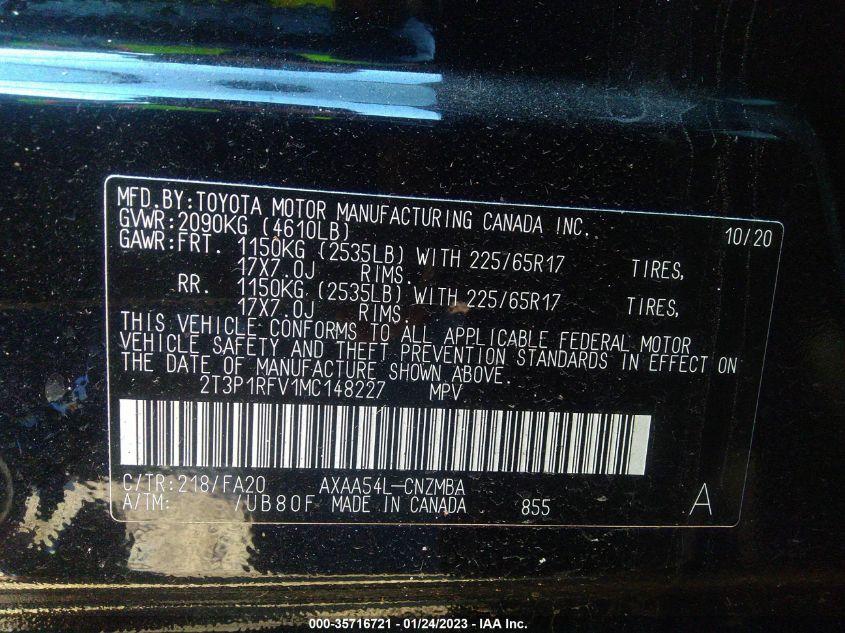 MFD.BY:TOYOTA MOTOR MANUFACTURING CANADA INC.
GVWR:2090KG (4610LB) 10/20
GAWR:FRT. 1150KG (2535LB) WITH 225/65R17 TIRES,
17X7.0J RIMS.
RR. 1150KG (2535LB) WITH 225/65R17 TIRES,
17X7.0J RIMS.
THIS VEHICLE CONFORMS TO ALL APPLICABLE FEDERAL MOTOR
VEHICLE SAFETY AND THEFT PREVENTION STANDARDS IN EFFECT ON
THE DATE OF MANUFACTURE SHOWN ABOVE.
2T3P1RFV1MC148227 MPV
C/TR:218/FA20 AXAA54L-CNZMBA
A/TM: /UB80F MADE IN CANADA 855 A
000-35716721 - 01/24/2023 - IAA Inc.